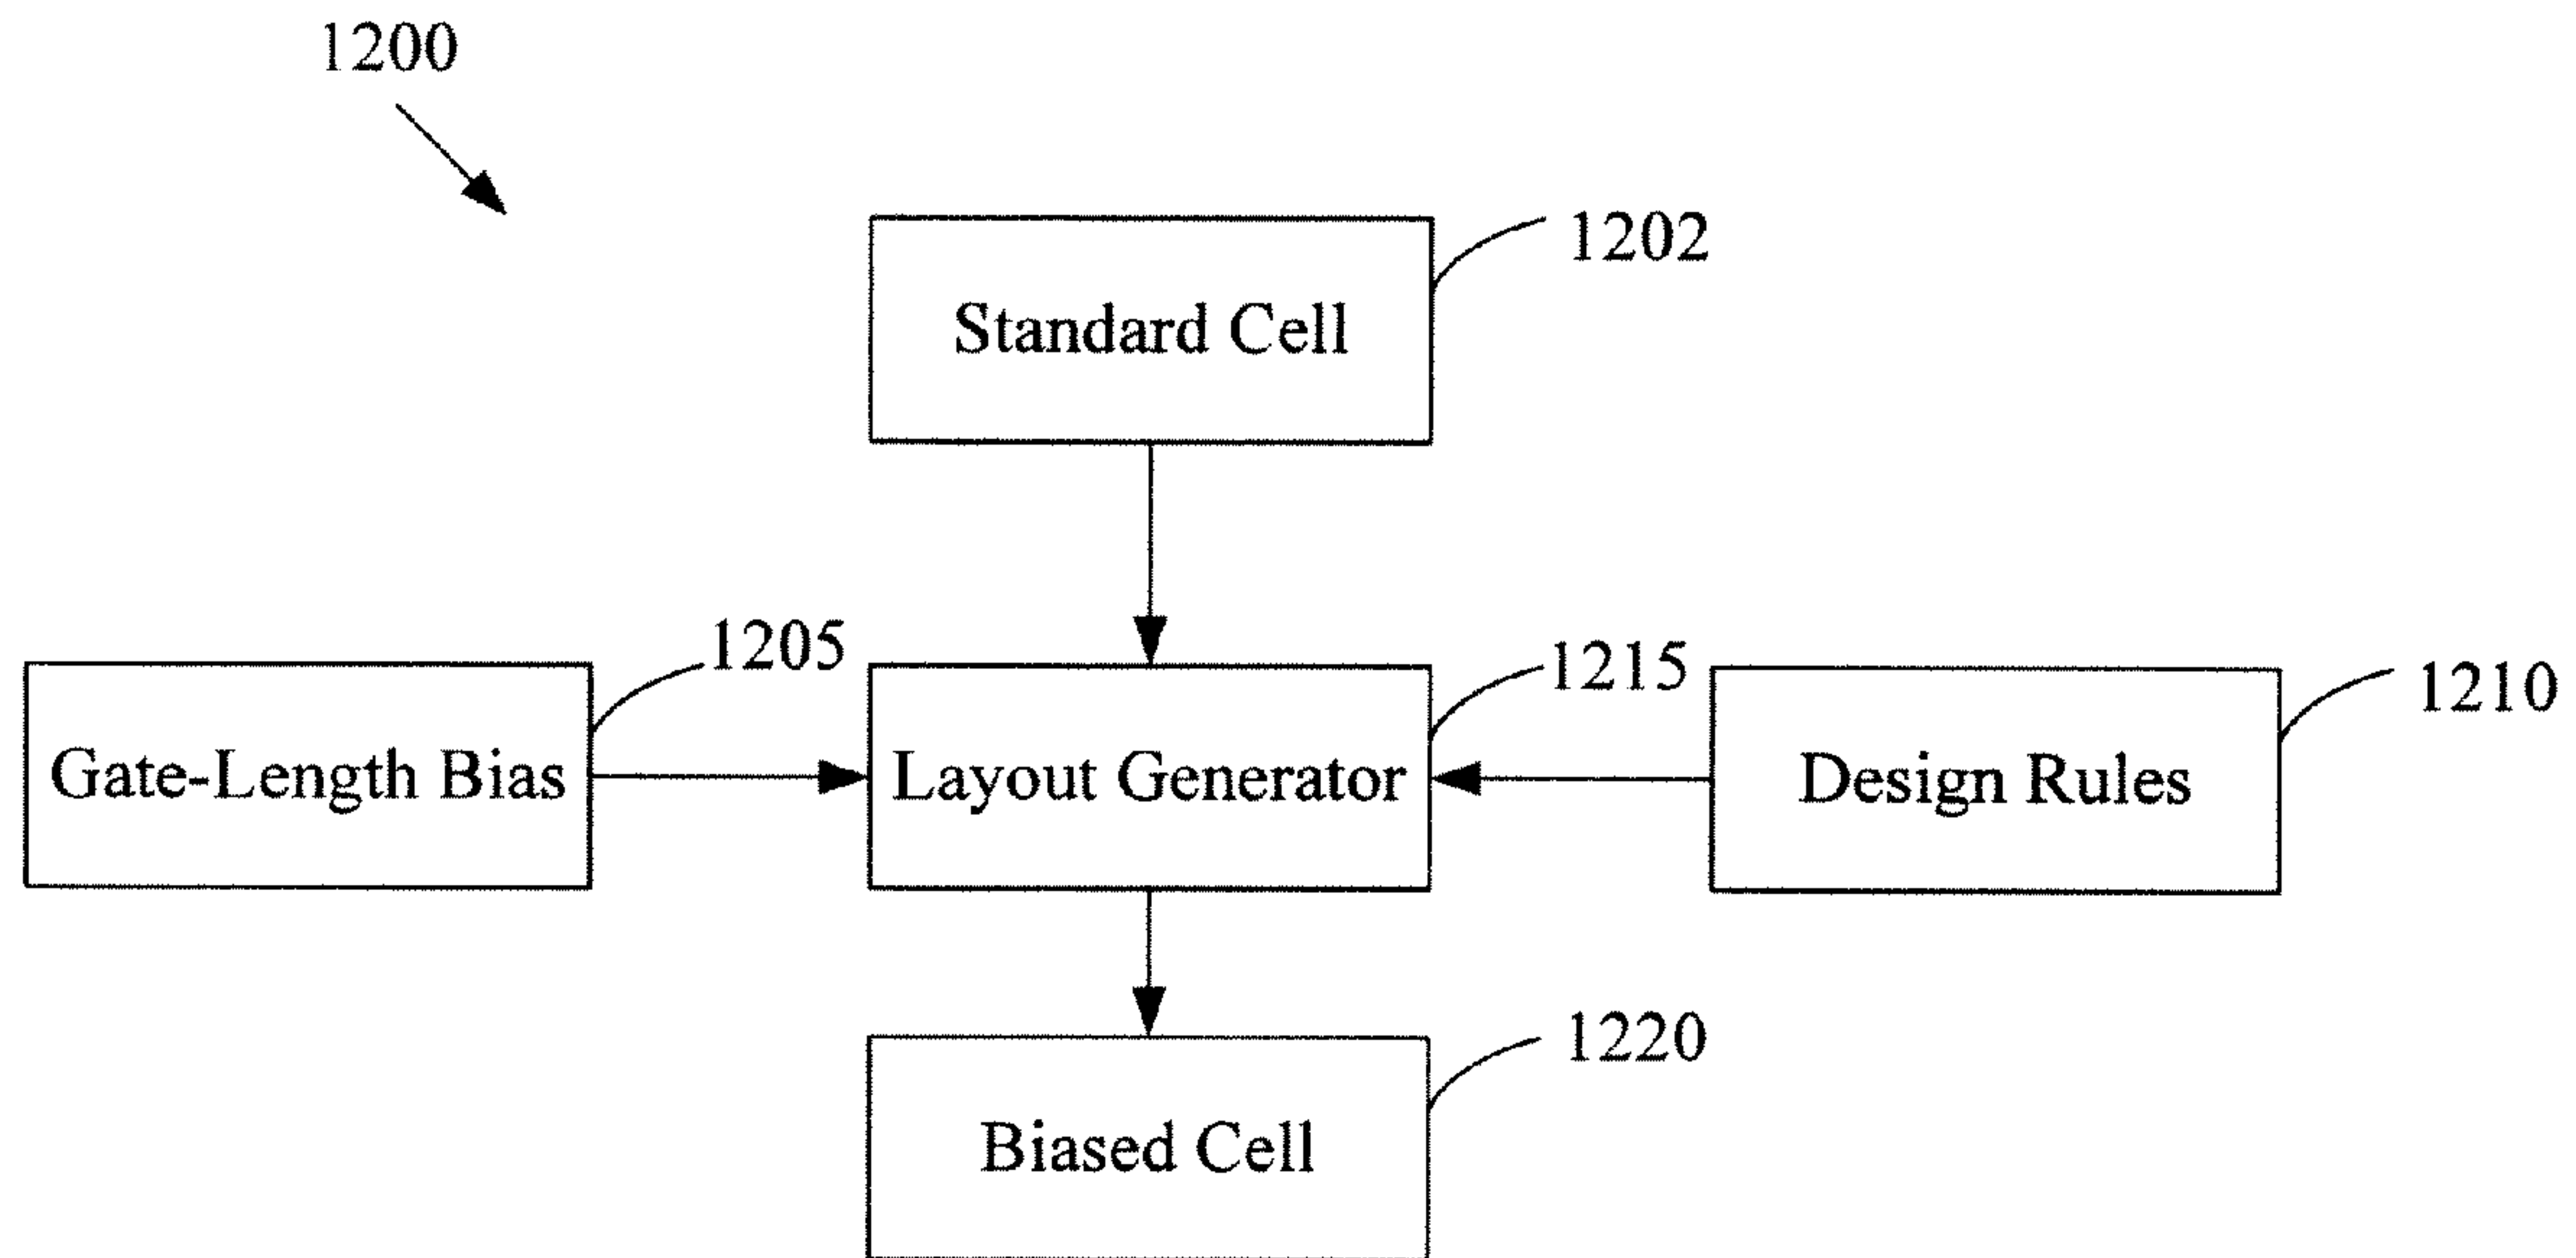 1200
1202
Standard Cell
1205
1215
1210
Gate-Length Bias
Layout Generator
Design Rules
1220
Biased Cell